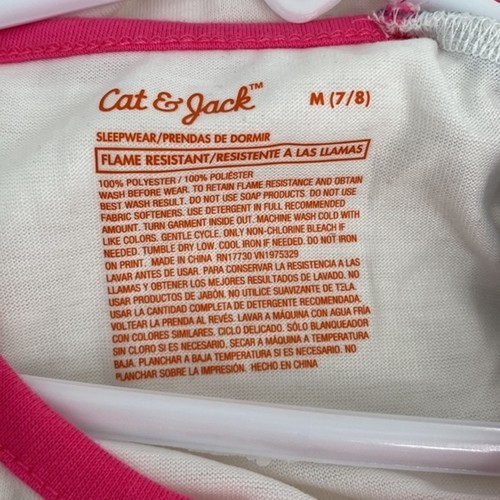 Cat & Jack™ M (7/8)
SLEEPWEAR/PRENDAS DE DORMIR
FLAME RESISTANT/RESISTENTE A LAS LLAMAS
100% POLYESTER / 100% POLIÉSTER
WASH BEFORE WEAR. TO RETAIN FLAME RESISTANCE AND OBTAIN
BEST WASH RESULT. DO NOT USE SOAP PRODUCTS. DO NOT USE
FABRIC SOFTENERS. USE DETERGENT IN FULL RECOMMENDED
AMOUNT. TURN GARMENT INSIDE OUT. MACHINE WASH COLD WITH
LIKE COLORS. GENTLE CYCLE. ONLY NON-CHLORINE BLEACH IF
NEEDED. TUMBLE DRY LOW. COOL IRON IF NEEDED. DO NOT IRON
ON PRINT. MADE IN CHINA RN17730 VN1975329
LAVAR ANTES DE USAR. PARA CONSERVAR LA RESISTENCIA A LAS
LLAMAS Y OBTENER LOS MEJORES RESULTADOS DE LAVADO. NO
USAR PRODUCTOS DE JABÓN. NO UTILICE SUAVIZANTE DE TELA.
USAR LA CANTIDAD COMPLETA DE DETERGENTE RECOMENDADA.
VOLTEAR LA PRENDA AL REVÉS. LAVAR A MÁQUINA CON AGUA FRÍA
CON COLORES SIMILARES. CICLO DELICADO. SÓLO BLANQUEADOR
SIN CLORO SI ES NECESARIO, SECAR A MÁQUINA A TEMPERATURA
BAJA. PLANCHAR A BAJA TEMPERATURA SI ES NECESARIO. NO
PLANCHAR SOBRE LA IMPRESIÓN. HECHO EN CHINA